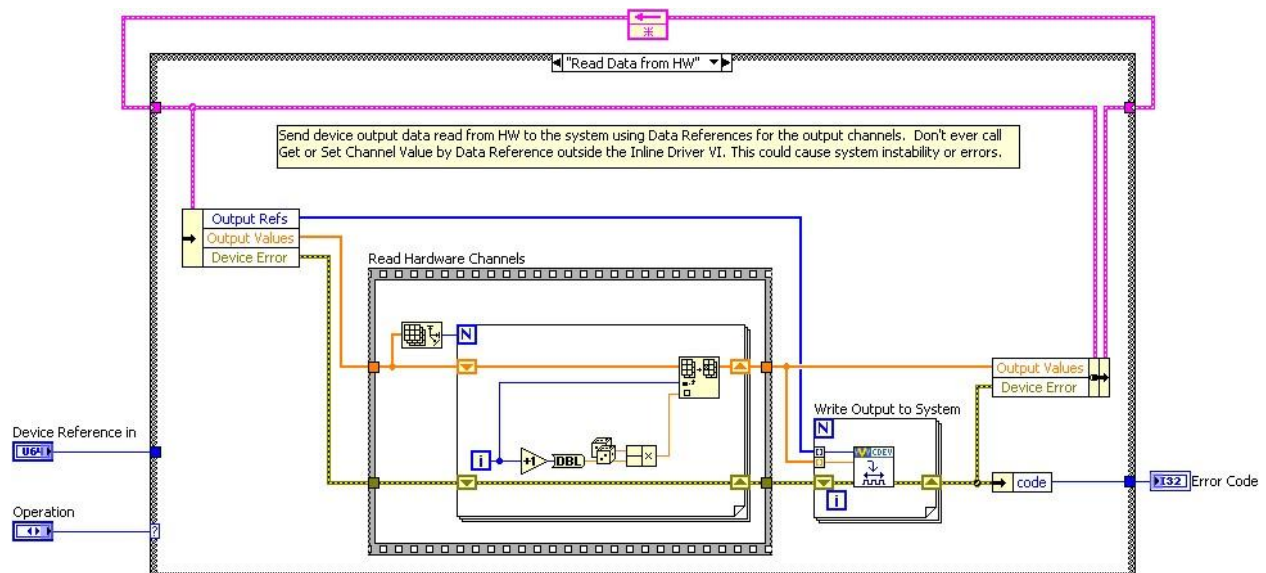 "Read Data from HW"
Send device output data read from HW to the system using Data References for the output channels. Don't ever call
Get or Set Channel Value by Data Reference outside the Inline Driver VI. This could cause system instability or errors.
Output Refs
Output Values
Device Error
Read Hardware Channels
N
Output Values
Device Error
Write Output to System
N
CDEV
Device Reference in
U64
i
+1
DBL
x
i
code
I32
Error Code
Operation
?